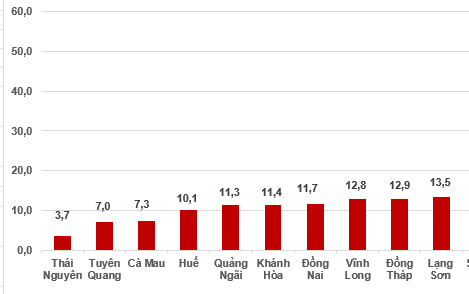 60,0
50,0
40,0
30,0
20,0
10,0
0,0
3,7
7,0
7,3
10,1
11,3
11,4
11,7
12,8
12,9
13,5
Thái
Nguyên
Tuyên
Quang
Cà Mau
Huế
Quảng
Ngãi
Khánh
Hòa
Đồng
Nai
Vĩnh
Long
Đồng
Tháp
Lạng
Sơn